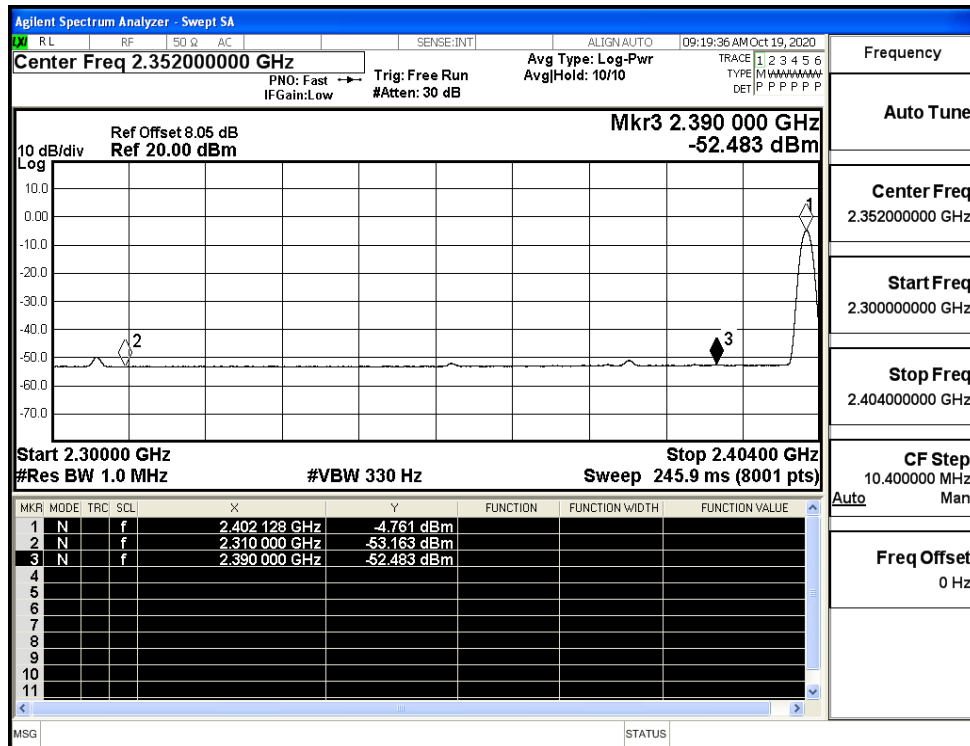 Agilent Spectrum Analyzer - Swept SA
LXI RL RF 50 Ω AC SENSE:INT ALIGN AUTO 09:19:36 AM Oct 19, 2020
Center Freq 2.352000000 GHz
PNO: Fast
IFGain:Low
Trig: Free Run
#Atten: 30 dB
Avg Type: Log-Pwr
Avg|Hold: 10/10
TRACE 1 2 3 4 5 6
TYPE M W W W W W
DET P P P P P P
Ref Offset 8.05 dB
10 dB/div Ref 20.00 dBm
Log
Mkr3 2.390 000 GHz
-52.483 dBm
10.0
0.00
-10.0
-20.0
-30.0
-40.0
-50.0
-60.0
-70.0
1
2
3
Start 2.30000 GHz Stop 2.40400 GHz
#Res BW 1.0 MHz #VBW 330 Hz Sweep 245.9 ms (8001 pts)
MKR MODE TRC SCL X Y FUNCTION FUNCTION WIDTH FUNCTION VALUE
1 N f 2.402 128 GHz -4.761 dBm
2 N f 2.310 000 GHz -53.163 dBm
3 N f 2.390 000 GHz -52.483 dBm
4
5
6
7
8
9
10
11
MSG STATUS
Frequency
Auto Tune
Center Freq
2.352000000 GHz
Start Freq
2.300000000 GHz
Stop Freq
2.404000000 GHz
CF Step
10.400000 MHz
Auto Man
Freq Offset
0 Hz